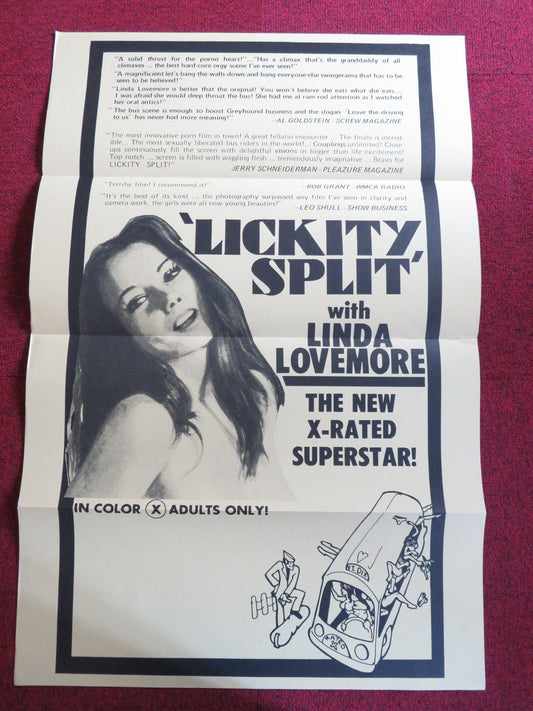 "A solid thrust for the porno heart!"..."Has a climax that's the granddaddy of all
climaxes ... the best hard-core orgy scene I've ever seen!"
"A magnificient let's-bang-the-walls-down-and-bang everyone else swingerama that has to be
seen to be believed!"
"Linda Lovemore is better that the original! You won't believe she eats what she eats...
I was afraid she would deep throat the bus! She had me at ram rod attention as I watched
her oral antics!"
"The bus scene is enough to boost Greyhound business and the slogan 'Leave the driving
to us' has never had more meaning!"
—AL GOLDSTEIN - SCREW MAGAZINE
"The most innovative porn film in town! A great fellatio encounter ... The finale is incred-
ible... The most sexually liberated bus riders in the world!... Couplings unlimited! Close-
ups continuously fill the screen with delightful visions in bigger than life excitement!
Top notch ... screen is filled with wiggling flesh ... tremendously imaginative ... Bravo for
LICKITY-SPLIT!"
JERRY SCHNEIDERMAN - PLEAZURE MAGAZINE
"Terrific film! I recommend it!"
—BOB GRANT - WMCA RADIO
"It's the best of its kind ... the photography surpassed any film I've seen in clarity and
camera work, the girls were all new young beauties!"
—LEO SHULL - SHOW BUSINESS
'LICKITY
SPLIT'
with
LINDA
LOVEMORE
THE NEW
X-RATED
SUPERSTAR!
IN COLOR X ADULTS ONLY!
RATED